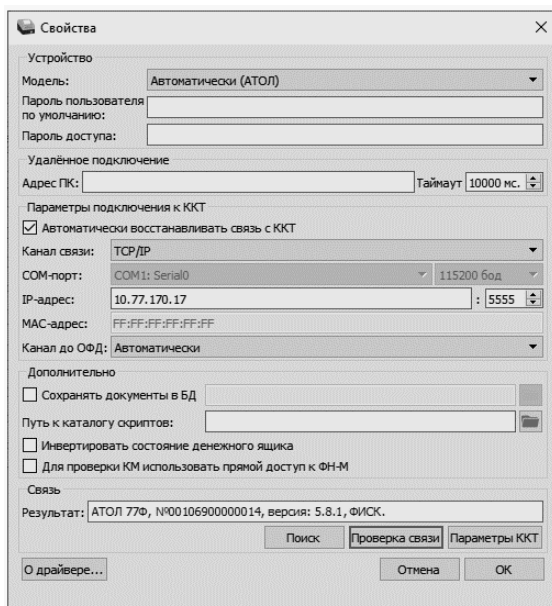 Свойства
Устройство
Модель: Автоматически (АТОЛ)
Пароль пользователя
по умолчанию:
Пароль доступа:
Удалённое подключение
Адрес ПК: Таймаут 10000 мс.
Параметры подключения к ККТ
Автоматически восстанавливать связь с ККТ
Канал связи: TCP/IP
COM-порт: COM1: Serial0 115200 бод
IP-адрес: 10.77.170.17 : 5555
MAC-адрес: FF:FF:FF:FF:FF:FF
Канал до ОФД: Автоматически
Дополнительно
Сохранять документы в БД
Путь к каталогу скриптов:
Инвертировать состояние денежного ящика
Для проверки КМ использовать прямой доступ к ФН-М
Связь
Результат: АТОЛ 77Ф, №00106900000014, версия: 5.8.1, ФИСК.
Поиск Проверка связи Параметры ККТ
О драйвере... Отмена ОК